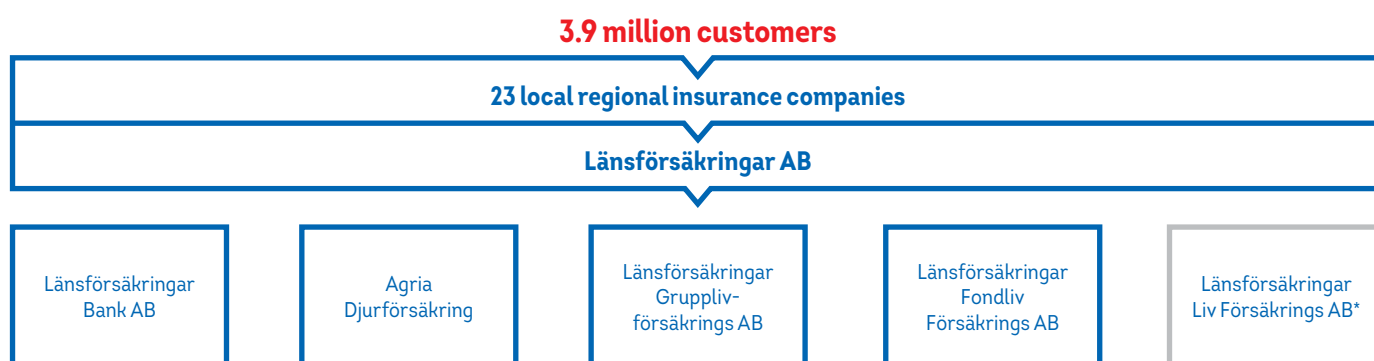 3.9 million customers
23 local regional insurance companies
Länsförsäkringar AB
Länsförsäkringar
Bank AB
Agria
Djurförsäkring
Länsförsäkringar
Gruppliv-
försäkrings AB
Länsförsäkringar
Fondliv
Försäkrings AB
Länsförsäkringar
Liv Försäkrings AB*